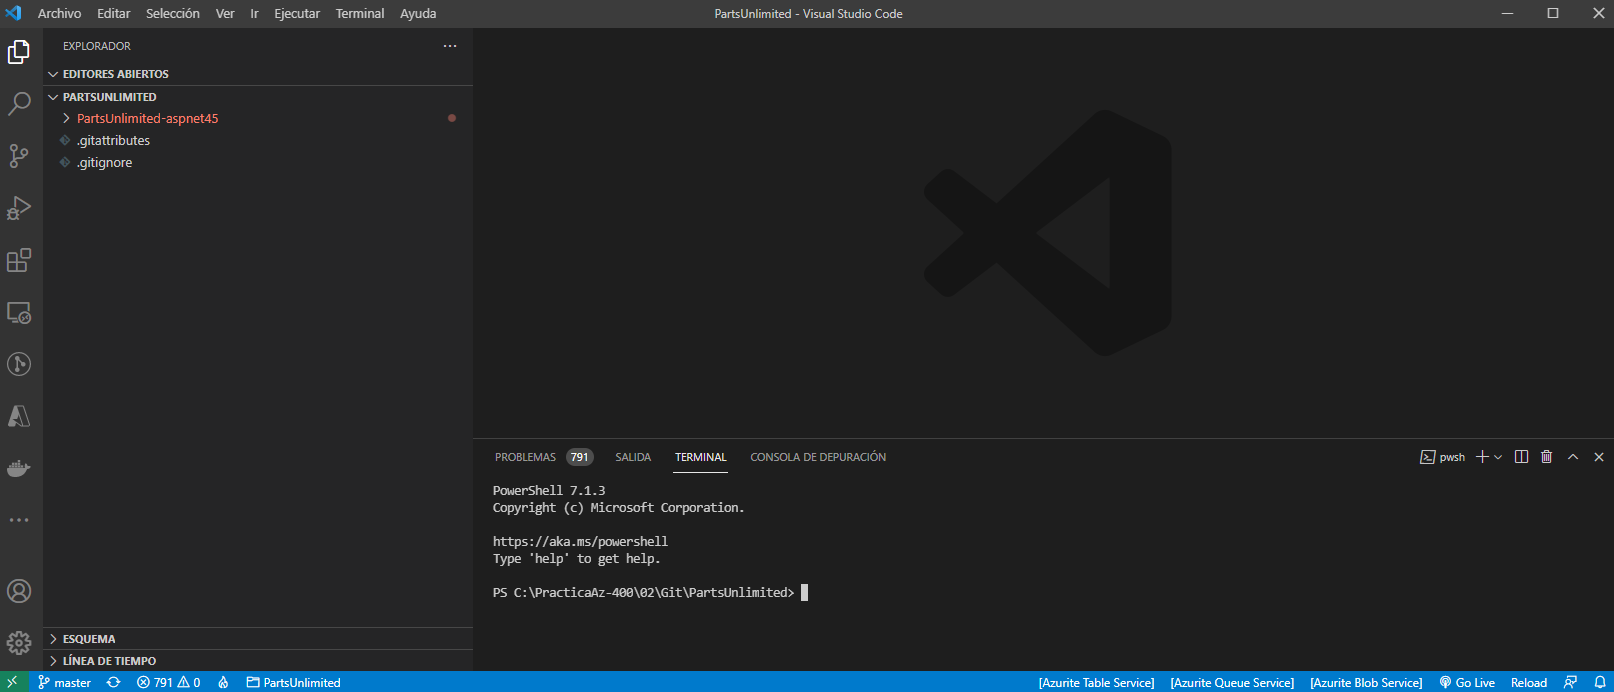 Archivo Editar Selección Ver Ir Ejecutar Terminal Ayuda PartsUnlimited - Visual Studio Code
EXPLORADOR
EDITORES ABIERTOS
PARTSUNLIMITED
PartsUnlimited-aspnet45
.gitattributes
.gitignore
ESQUEMA
LÍNEA DE TIEMPO
PROBLEMAS 791 SALIDA TERMINAL CONSOLA DE DEPURACIÓN pwsh
PowerShell 7.1.3
Copyright (c) Microsoft Corporation.
https://aka.ms/powershell
Type 'help' to get help.
PS C:\PracticaAz-400\02\Git\PartsUnlimited>
master 791 0 PartsUnlimited [Azurite Table Service] [Azurite Queue Service] [Azurite Blob Service] Go Live Reload